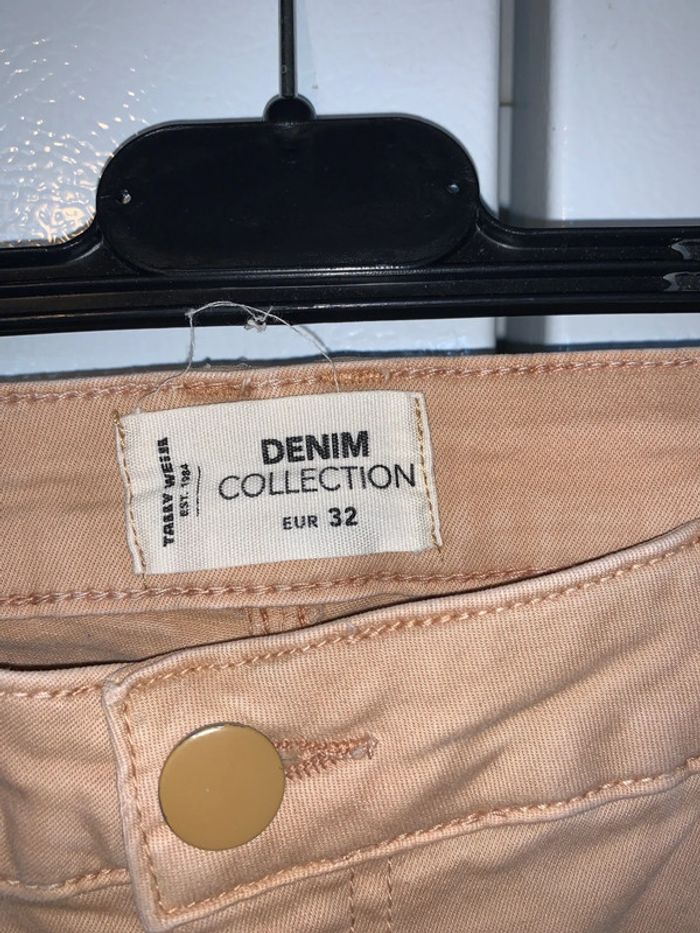 TALLY WEiJL
EST. 1984
DENIM
COLLECTION
EUR 32